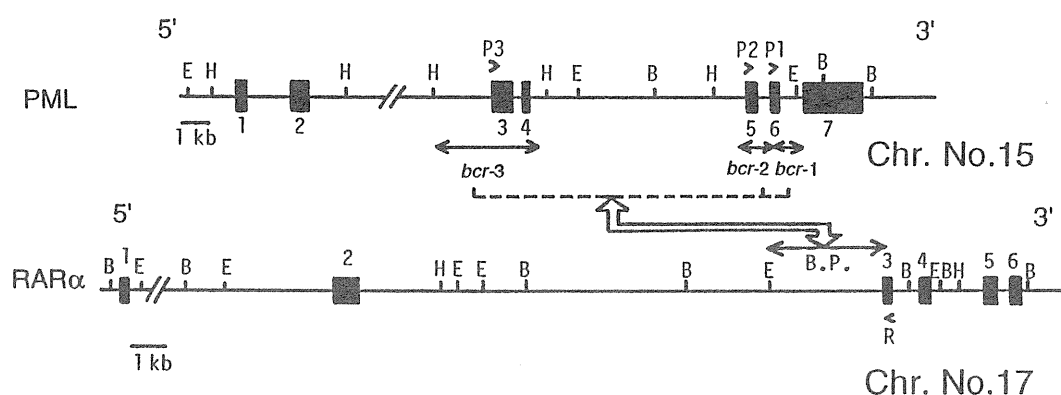 5' 3'
P3 P2 P1
E H H H H E B H E B B
PML
1 2 3 4 5 6 7
1 kb
Chr. No.15
bcr-3 bcr-2 bcr-1
5' 3'
1 2 B.P. 3 4 5 6
B E B E H E E B B E B E B H B
RARα
R
1 kb
Chr. No.17